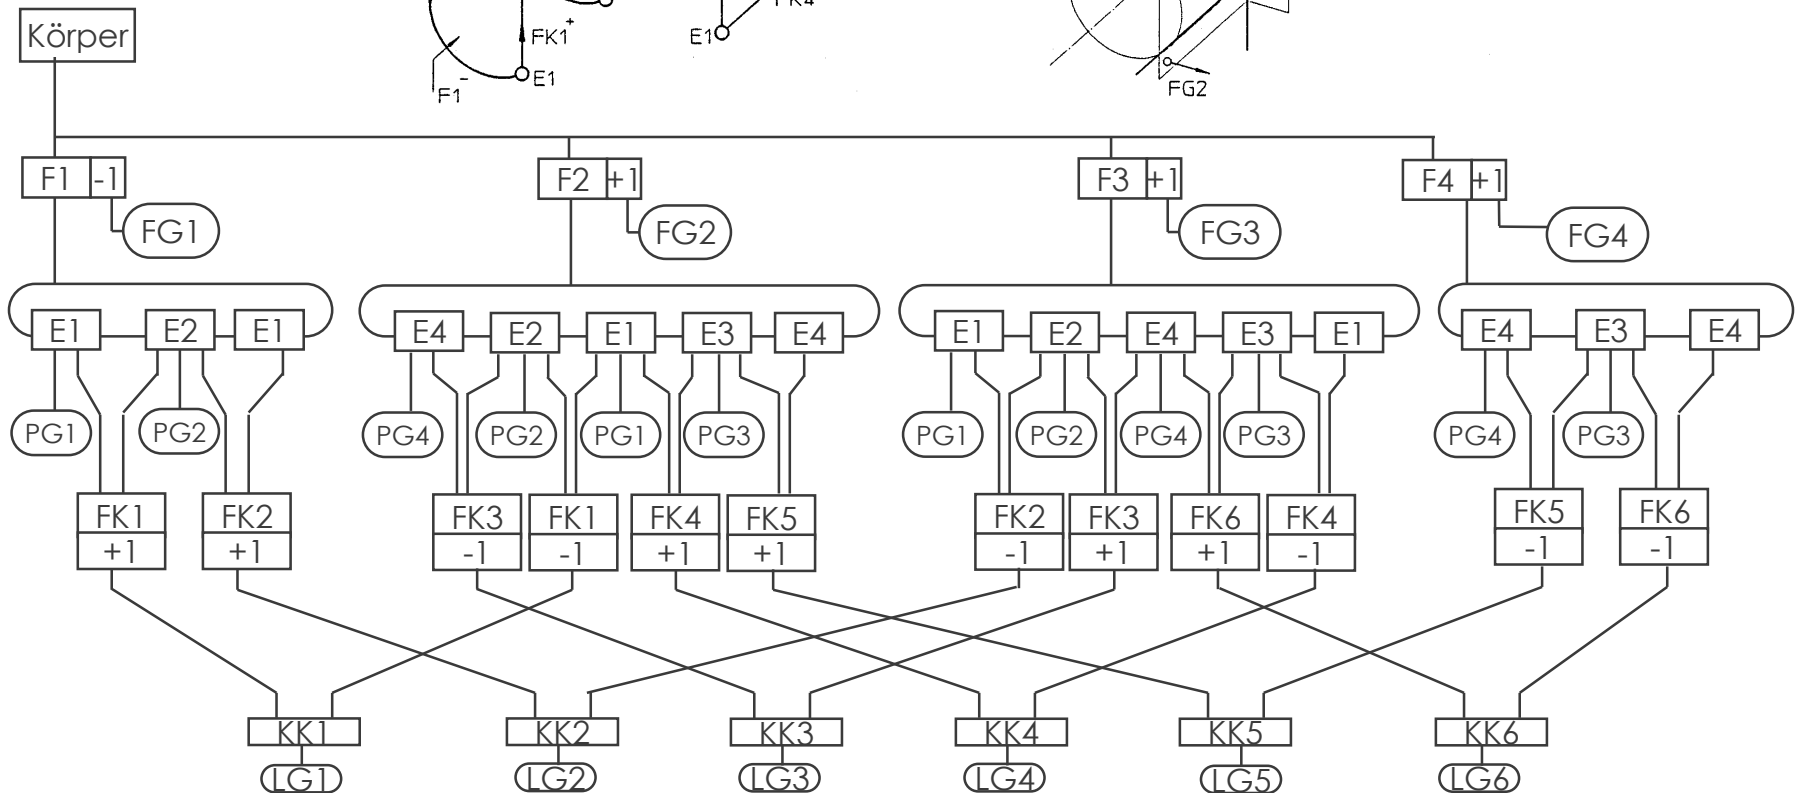 Körper
FK1
+
E1
F1
-
E1
FG2
F1 -1
F2 +1
F3 +1
F4 +1
FG1
FG2
FG3
FG4
E1 E2 E1
E4 E2 E1 E3 E4
E1 E2 E4 E3 E1
E4 E3 E4
PG1 PG2
PG4 PG2 PG1 PG3
PG1 PG2 PG4 PG3
PG4 PG3
FK1 FK2
+1 +1
FK3 FK1 FK4 FK5
-1 -1 +1 +1
FK2 FK3 FK6 FK4
-1 +1 +1 -1
FK5 FK6
-1 -1
KK1 KK2 KK3 KK4 KK5 KK6
LG1 LG2 LG3 LG4 LG5 LG6